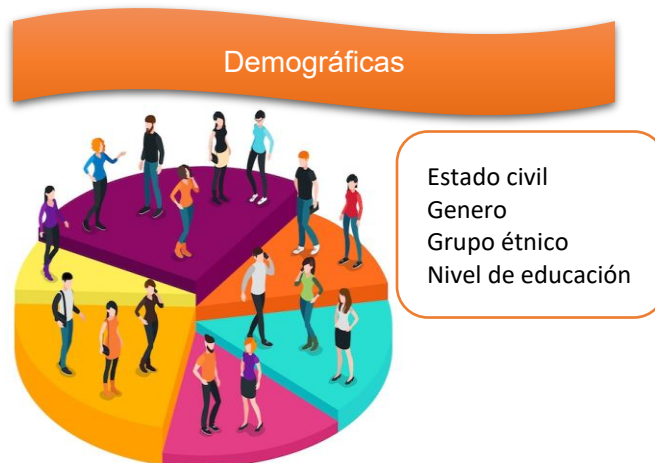 Demográficas
Estado civil
Genero
Grupo étnico
Nivel de educación